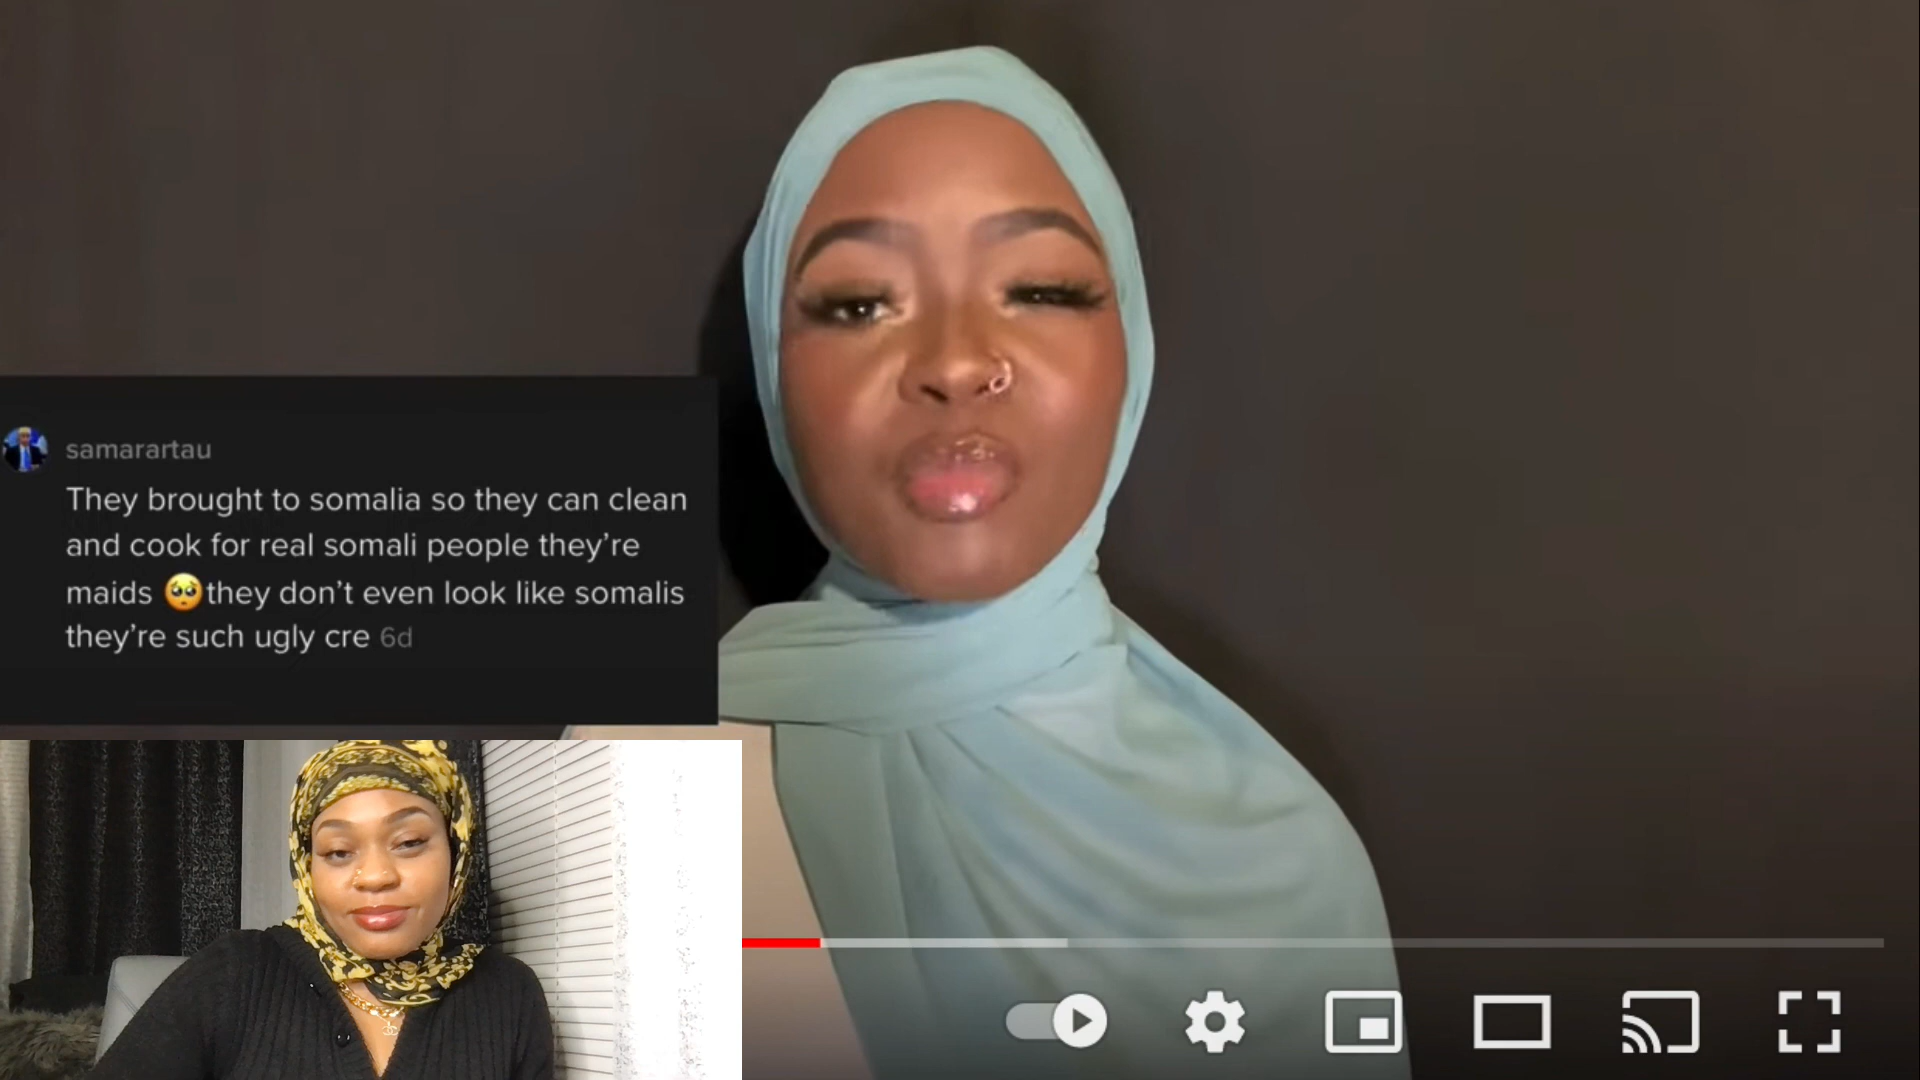 samarartau
They brought to somalia so they can clean
and cook for real somali people they're
maids 🥺they don't even look like somalis
they're such ugly cre 6d